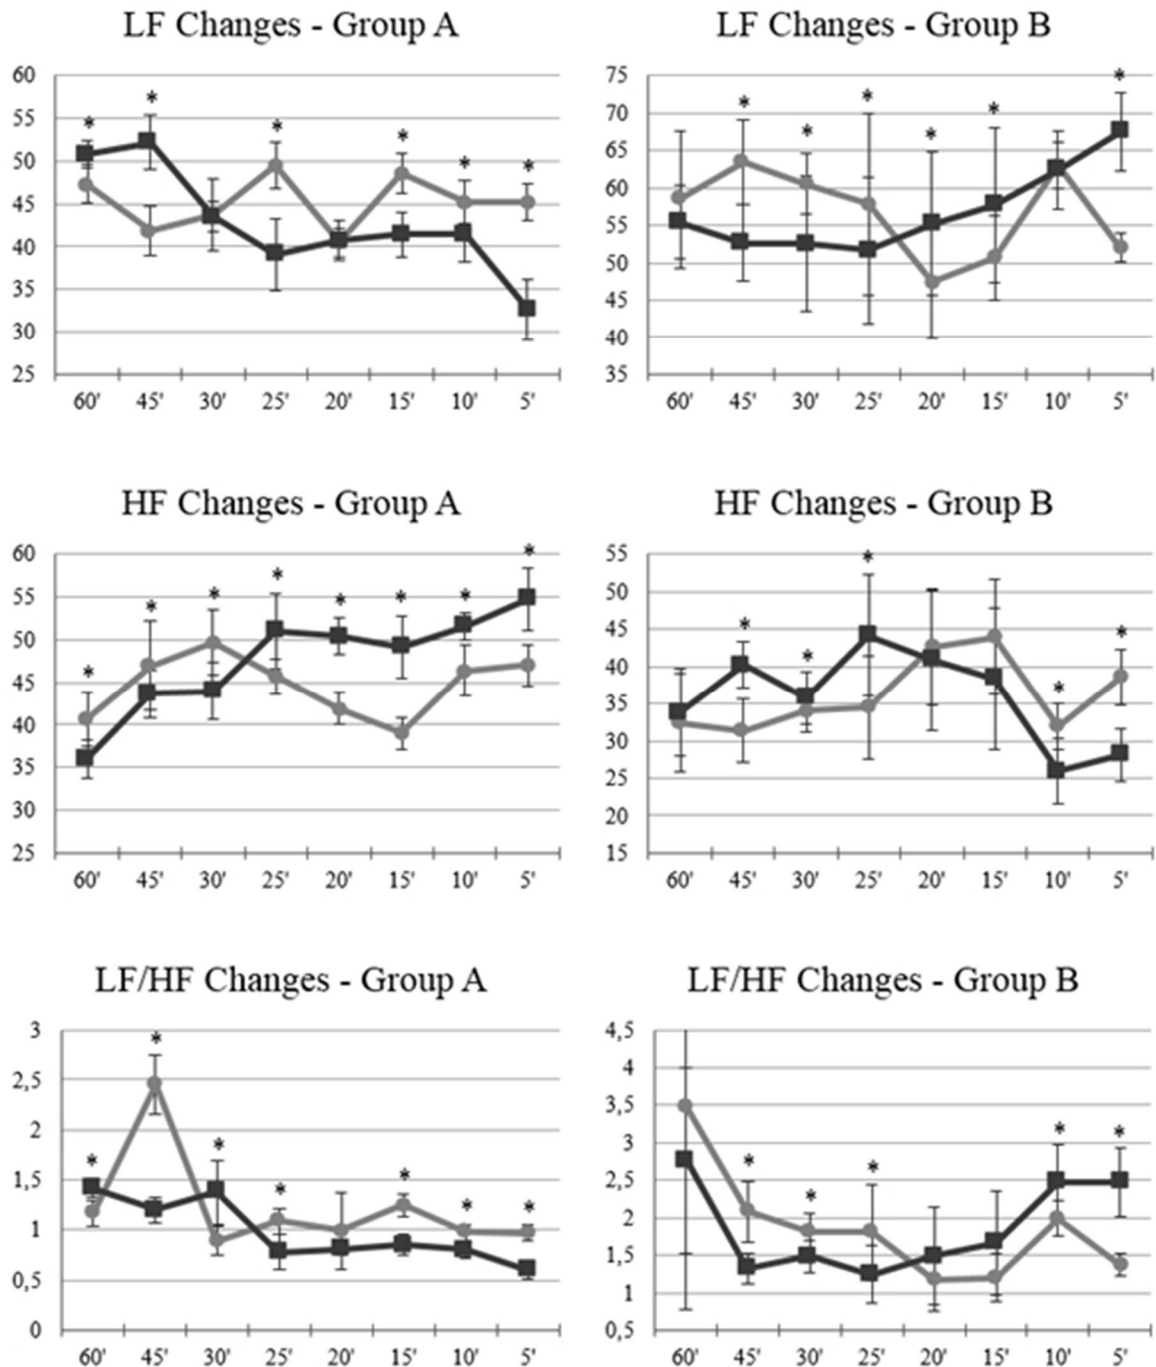 LF Changes - Group A
60
55
50
45
40
35
30
25
* * * * * *
60' 45' 30' 25' 20' 15' 10' 5'
LF Changes - Group B
75
70
65
60
55
50
45
40
35
* * * * * *
60' 45' 30' 25' 20' 15' 10' 5'
HF Changes - Group A
60
55
50
45
40
35
30
25
* * * * * * * *
60' 45' 30' 25' 20' 15' 10' 5'
HF Changes - Group B
55
50
45
40
35
30
25
20
15
* * * * *
60' 45' 30' 25' 20' 15' 10' 5'
LF/HF Changes - Group A
3
2,5
2
1,5
1
0,5
0
* * * * * * *
60' 45' 30' 25' 20' 15' 10' 5'
LF/HF Changes - Group B
4,5
4
3,5
3
2,5
2
1,5
1
0,5
* * * * *
60' 45' 30' 25' 20' 15' 10' 5'